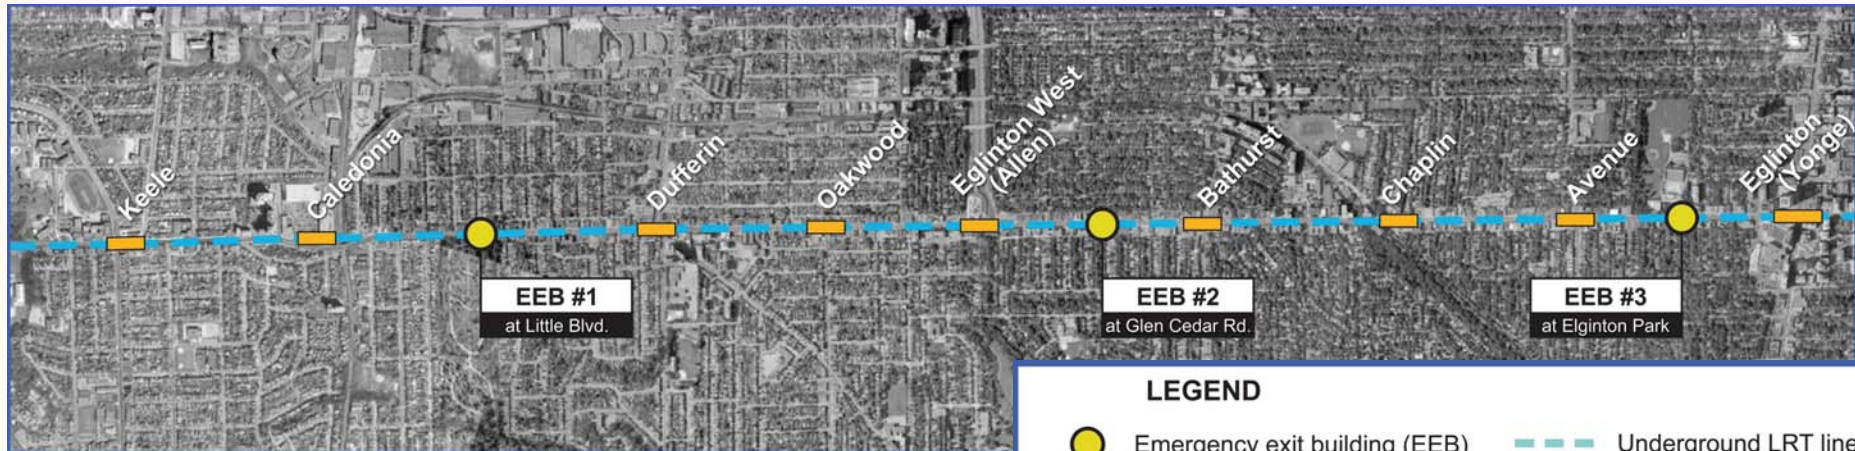 Keele
Caledonia
Dufferin
Oakwood
Eglinton West
(Allen)
Bathurst
Chaplin
Avenue
Eglinton
(Yonge)
EEB #1
at Little Blvd.
EEB #2
at Glen Cedar Rd.
EEB #3
at Elginton Park
LEGEND
Emergency exit building (EEB)
Underground LRT line